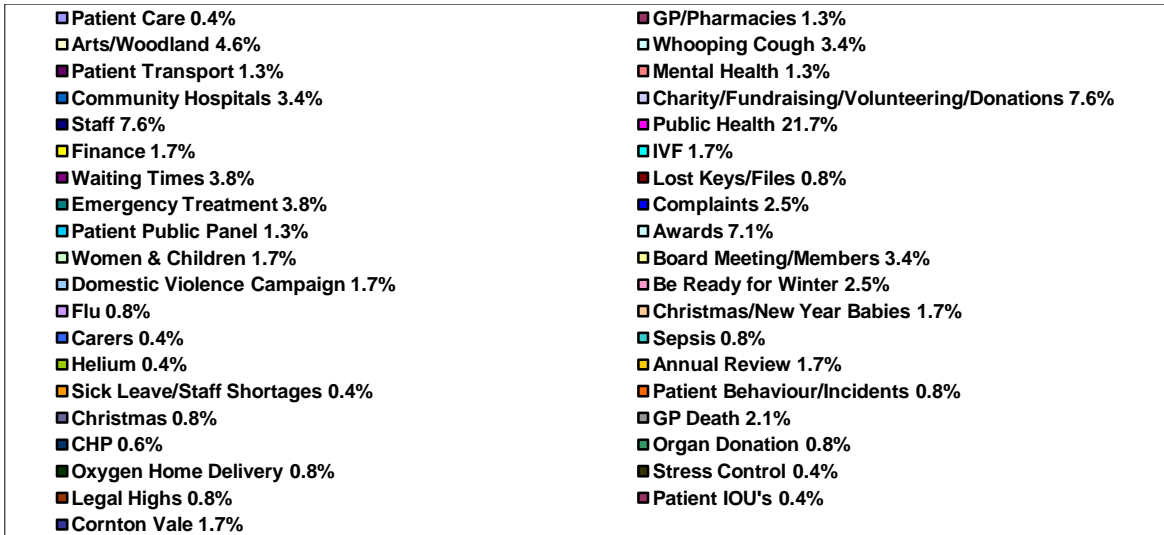 Patient Care 0.4%
GP/Pharmacies 1.3%
Arts/Woodland 4.6%
Whooping Cough 3.4%
Patient Transport 1.3%
Mental Health 1.3%
Community Hospitals 3.4%
Charity/Fundraising/Volunteering/Donations 7.6%
Staff 7.6%
Public Health 21.7%
Finance 1.7%
IVF 1.7%
Waiting Times 3.8%
Lost Keys/Files 0.8%
Emergency Treatment 3.8%
Complaints 2.5%
Patient Public Panel 1.3%
Awards 7.1%
Women & Children 1.7%
Board Meeting/Members 3.4%
Domestic Violence Campaign 1.7%
Be Ready for Winter 2.5%
Flu 0.8%
Christmas/New Year Babies 1.7%
Carers 0.4%
Sepsis 0.8%
Helium 0.4%
Annual Review 1.7%
Sick Leave/Staff Shortages 0.4%
Patient Behaviour/Incidents 0.8%
Christmas 0.8%
GP Death 2.1%
CHP 0.6%
Organ Donation 0.8%
Oxygen Home Delivery 0.8%
Stress Control 0.4%
Legal Highs 0.8%
Patient IOU's 0.4%
Cornton Vale 1.7%